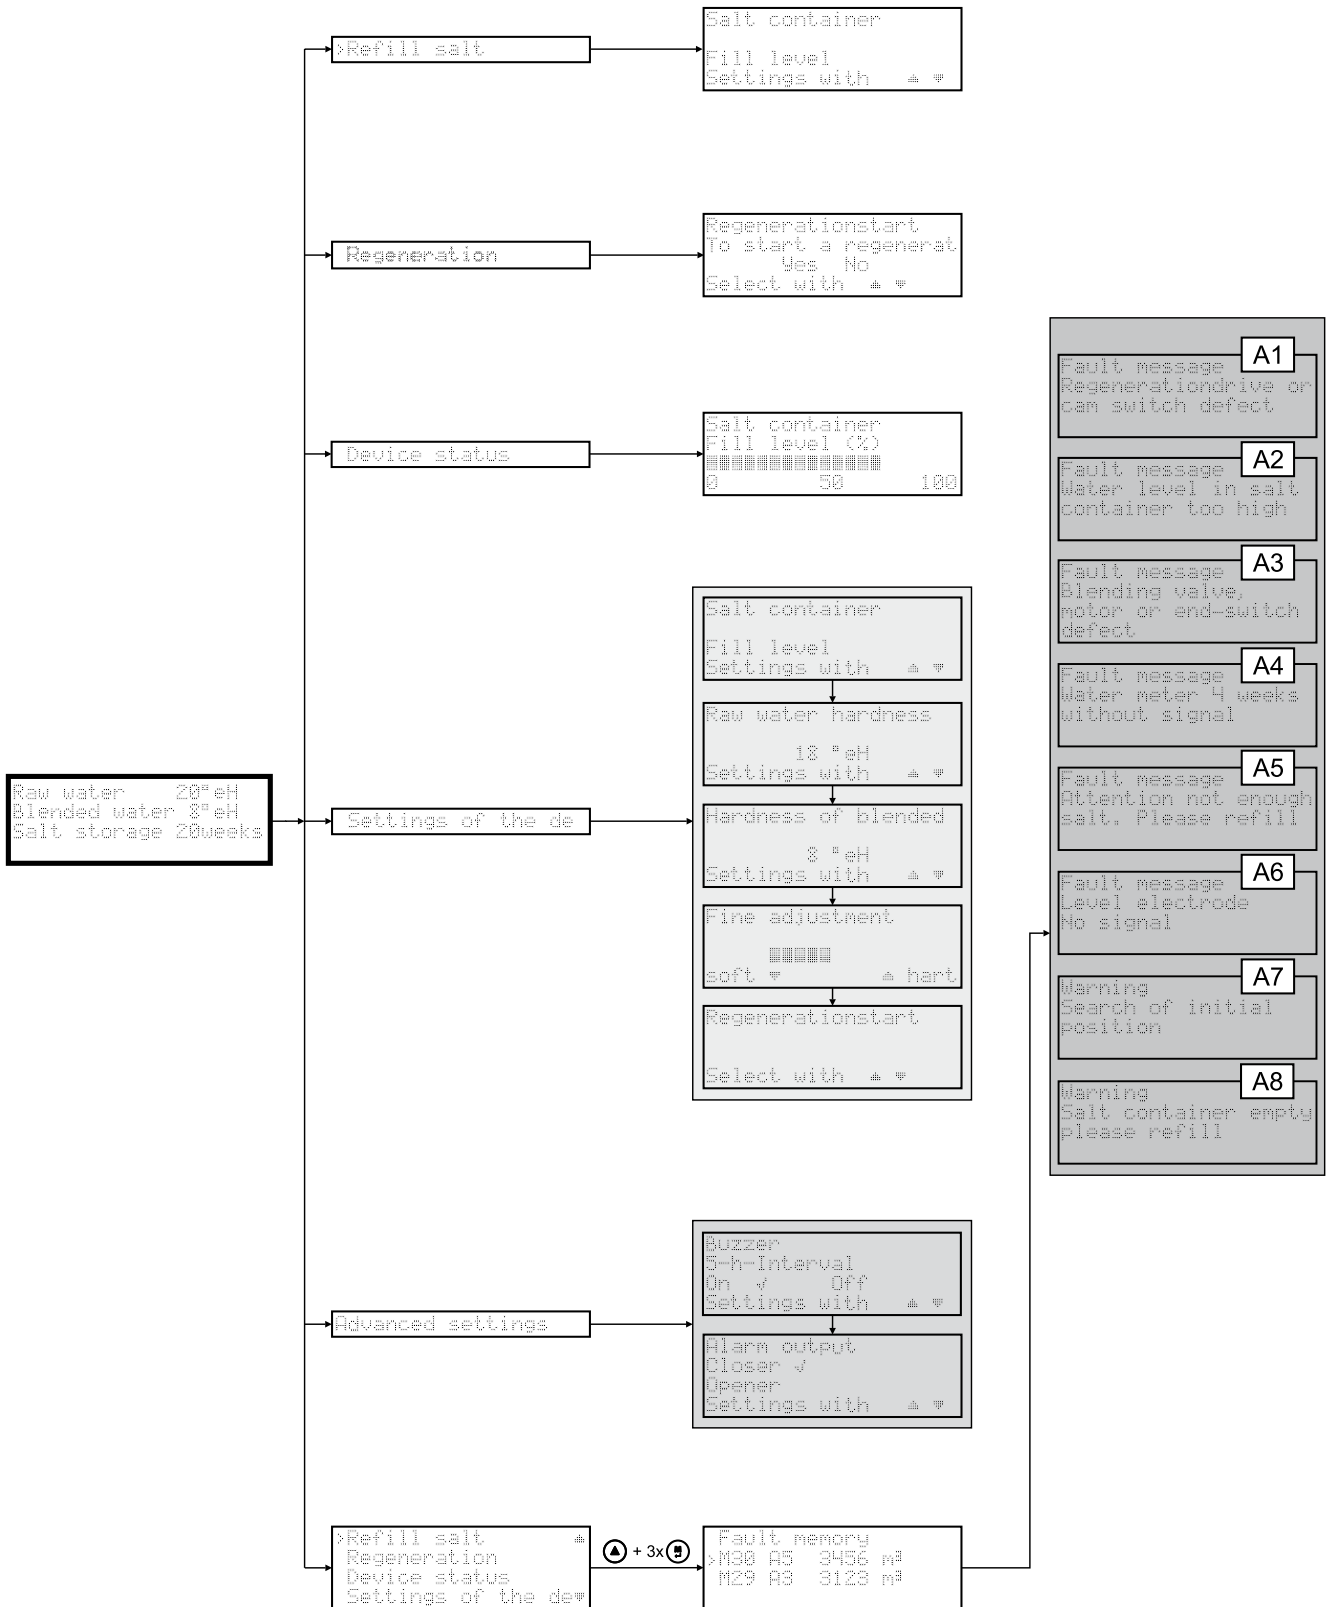 Raw water 20°eH
Blended water 8°eH
Salt storage 20weeks
>Refill salt
Salt container
Fill level
Settings with ▲ ▼
Regeneration
Regenerationstart
To start a regenerat
Yes No
Select with ▲ ▼
Device status
Salt container
Fill level (%)
0 50 100
Settings of the de
Salt container
Fill level
Settings with ▲ ▼
Raw water hardness
18 °eH
Settings with ▲ ▼
Hardness of blended
8 °eH
Settings with ▲ ▼
Fine adjustment
soft ▼ ▲ hart
Regenerationstart
Select with ▲ ▼
Advanced settings
Buzzer
5-h-Interval
On √ Off
Settings with ▲ ▼
Alarm output
Closer √
Opener
Settings with ▲ ▼
>Refill salt ▲
Regeneration
Device status
Settings of the de▼
+ 3x
Fault memory
>M30 A5 3456 m³
M29 A3 3123 m³
A1
Fault message
Regenerationdrive or
cam switch defect
A2
Fault message
Water level in salt
container too high
A3
Fault message
Blending valve,
motor or end-switch
defect
A4
Fault message
Water meter 4 weeks
without signal
A5
Fault message
Attention not enough
salt. Please refill
A6
Fault message
Level electrode
No signal
A7
Warning
Search of initial
position
A8
Warning
Salt container empty
please refill